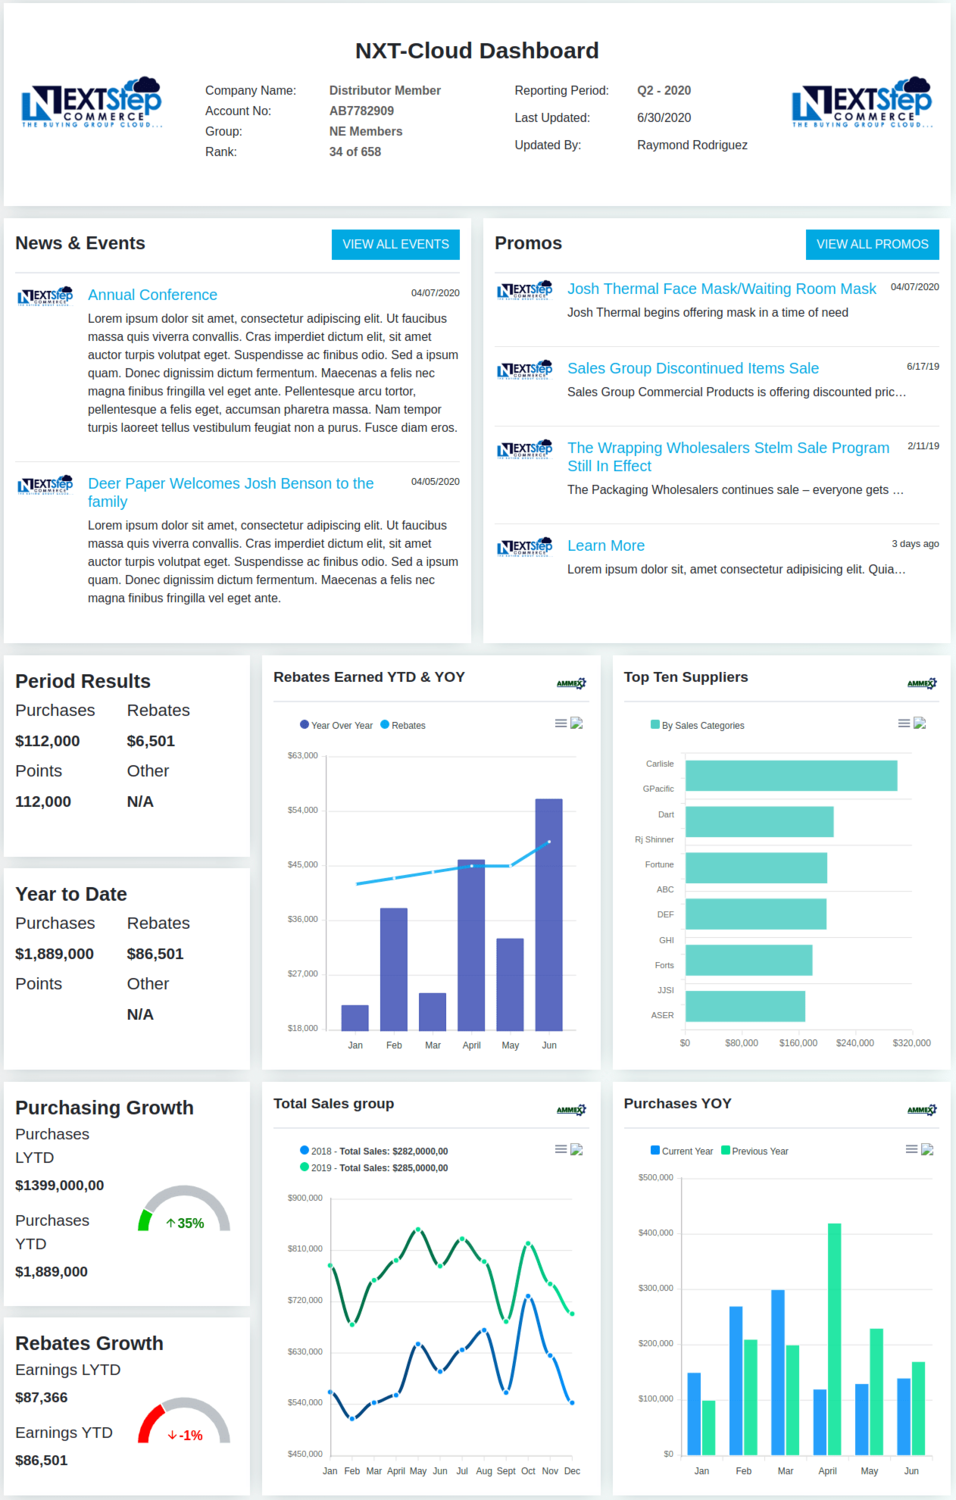 NXT-Cloud Dashboard
NEXTStep
COMMERCE
THE BUYING GROUP CLOUD...
Company Name: Distributor Member
Account No: AB7782909
Group: NE Members
Rank: 34 of 658
Reporting Period: Q2 - 2020
Last Updated: 6/30/2020
Updated By: Raymond Rodriguez
NEXTStep
COMMERCE
THE BUYING GROUP CLOUD...
News & Events
VIEW ALL EVENTS
NEXTStep
COMMERCE
Annual Conference 04/07/2020
Lorem ipsum dolor sit amet, consectetur adipiscing elit. Ut faucibus
massa quis viverra convallis. Cras imperdiet dictum elit, sit amet
auctor turpis volutpat eget. Suspendisse ac finibus odio. Sed a ipsum
quam. Donec dignissim dictum fermentum. Maecenas a felis nec
magna finibus fringilla vel eget ante. Pellentesque arcu tortor,
pellentesque a felis eget, accumsan pharetra massa. Nam tempor
turpis laoreet tellus vestibulum feugiat non a purus. Fusce diam eros.
NEXTStep
COMMERCE
Deer Paper Welcomes Josh Benson to the 04/05/2020
family
Lorem ipsum dolor sit amet, consectetur adipiscing elit. Ut faucibus
massa quis viverra convallis. Cras imperdiet dictum elit, sit amet
auctor turpis volutpat eget. Suspendisse ac finibus odio. Sed a ipsum
quam. Donec dignissim dictum fermentum. Maecenas a felis nec
magna finibus fringilla vel eget ante.
Promos
VIEW ALL PROMOS
NEXTStep
COMMERCE
Josh Thermal Face Mask/Waiting Room Mask 04/07/2020
Josh Thermal begins offering mask in a time of need
NEXTStep
COMMERCE
Sales Group Discontinued Items Sale 6/17/19
Sales Group Commercial Products is offering discounted pric…
NEXTStep
COMMERCE
The Wrapping Wholesalers Stelm Sale Program 2/11/19
Still In Effect
The Packaging Wholesalers continues sale – everyone gets …
NEXTStep
COMMERCE
Learn More 3 days ago
Lorem ipsum dolor sit, amet consectetur adipisicing elit. Quia…
Period Results
Purchases Rebates
$112,000 $6,501
Points Other
112,000 N/A
Year to Date
Purchases Rebates
$1,889,000 $86,501
Points Other
N/A
Rebates Earned YTD & YOY
AMMEX
Year Over Year Rebates
$63,000
$54,000
$45,000
$36,000
$27,000
$18,000
Jan Feb Mar April May Jun
Top Ten Suppliers
AMMEX
By Sales Categories
Carlisle
GPacific
Dart
Rj Shinner
Fortune
ABC
DEF
GHI
Forts
JJSI
ASER
$0 $80,000 $160,000 $240,000 $320,000
Purchasing Growth
Purchases
LYTD
$1399,000,00
Purchases
YTD
$1,889,000
↑35%
Rebates Growth
Earnings LYTD
$87,366
Earnings YTD
$86,501
↓-1%
Total Sales group
AMMEX
2018 - Total Sales: $282,0000,00
2019 - Total Sales: $285,0000,00
$900,000
$810,000
$720,000
$630,000
$540,000
$450,000
Jan Feb Mar April May Jun Jul Aug Sept Oct Nov Dec
Purchases YOY
AMMEX
Current Year Previous Year
$500,000
$400,000
$300,000
$200,000
$100,000
$0
Jan Feb Mar April May Jun